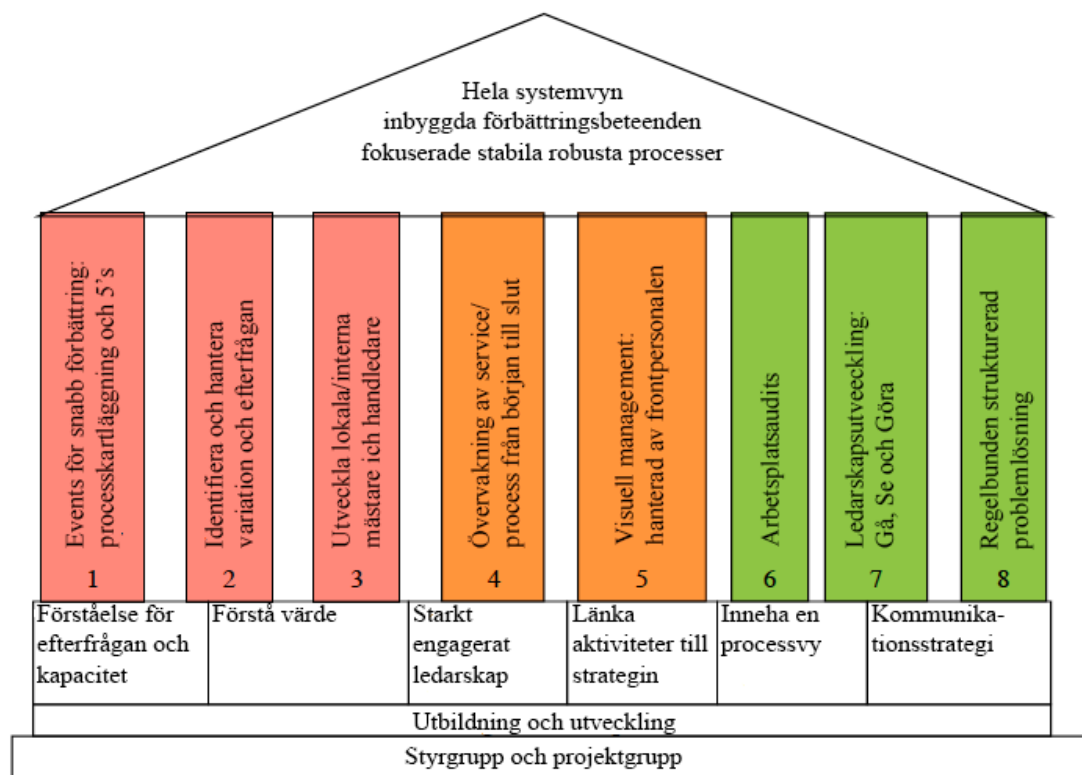 Hela systemvyn
inbyggda förbättringsbeteenden
fokuserade stabila robusta processer
Events för snabb förbättring:
processkartläggning och 5’s
1
Identifiera och hantera
variation och efterfrågan
2
Utveckla lokala/interna
mästare ich handledare
3
Övervakning av service/
process från början till slut
4
Visuell management:
hanterad av frontpersonalen
5
Arbetsplatsaudits
6
Ledarskapsutveckling:
Gå, Se och Göra
7
Regelbunden strukturerad
problemlösning
8
Förståelse för
efterfrågan och
kapacitet
Förstå värde
Starkt
engagerat
ledarskap
Länka
aktiviteter till
strategin
Inneha en
processvy
Kommunika-
tionsstrategi
Utbildning och utveckling
Styrgrupp och projektgrupp